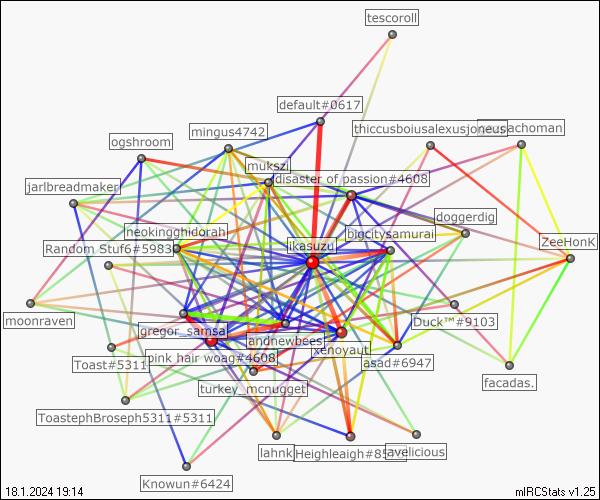 tescoroll
default#0617
mingus4742
thiccusboiusalexusjoneus
achoman
ogshroom
mukszi
disaster of passion#4608
jarlbreadmaker
doggerdig
neokingghidorah
bigcitysamurai
ikasuzu
Random Stuf6#5983
ZeeHonK
moonraven
Duck™#9103
gregor_samsa
andnewbees
xenoyaut
pink hair woag#4608
Toast#5311
asad#6947
facadas.
turkey_mcnugget
ToastephBroseph5311#5311
lahnk
Heighleaigh#85
avelicious
Knowun#6424
18.1.2024 19:14
mIRCStats v1.25